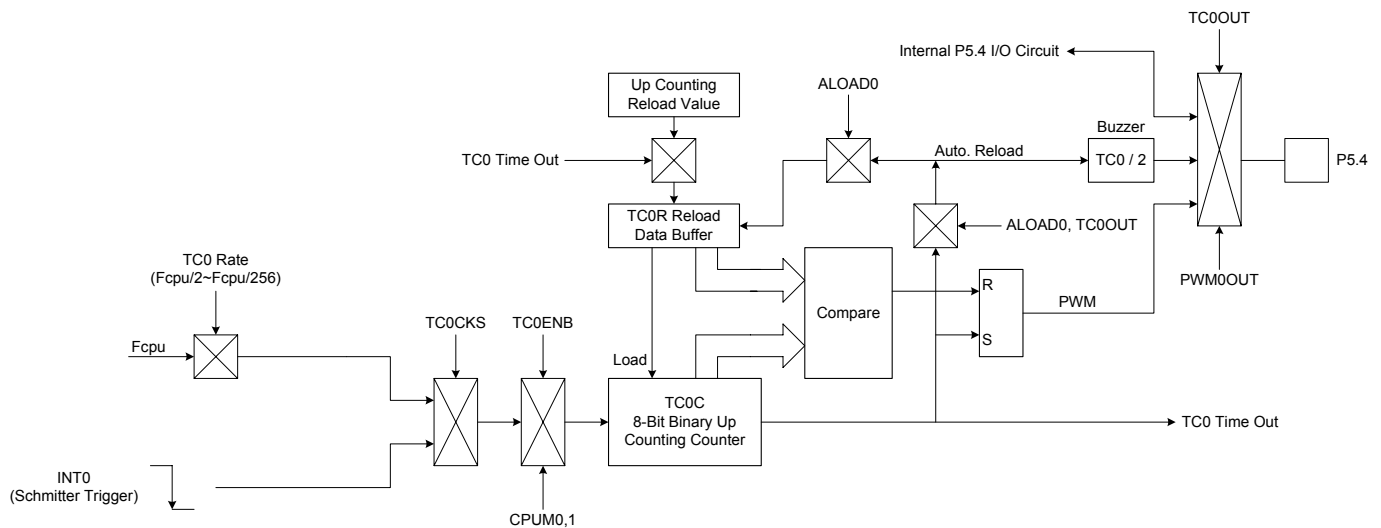 TC0OUT
Internal P5.4 I/O Circuit
Up Counting
Reload Value
ALOAD0
Buzzer
TC0 Time Out
Auto. Reload
TC0 / 2
P5.4
TC0R Reload
Data Buffer
ALOAD0, TC0OUT
TC0 Rate
(Fcpu/2~Fcpu/256)
PWM0OUT
R
PWM
Compare
TC0CKS
TC0ENB
S
Fcpu
Load
TC0C
8-Bit Binary Up
Counting Counter
TC0 Time Out
INT0
(Schmitter Trigger)
CPUM0,1